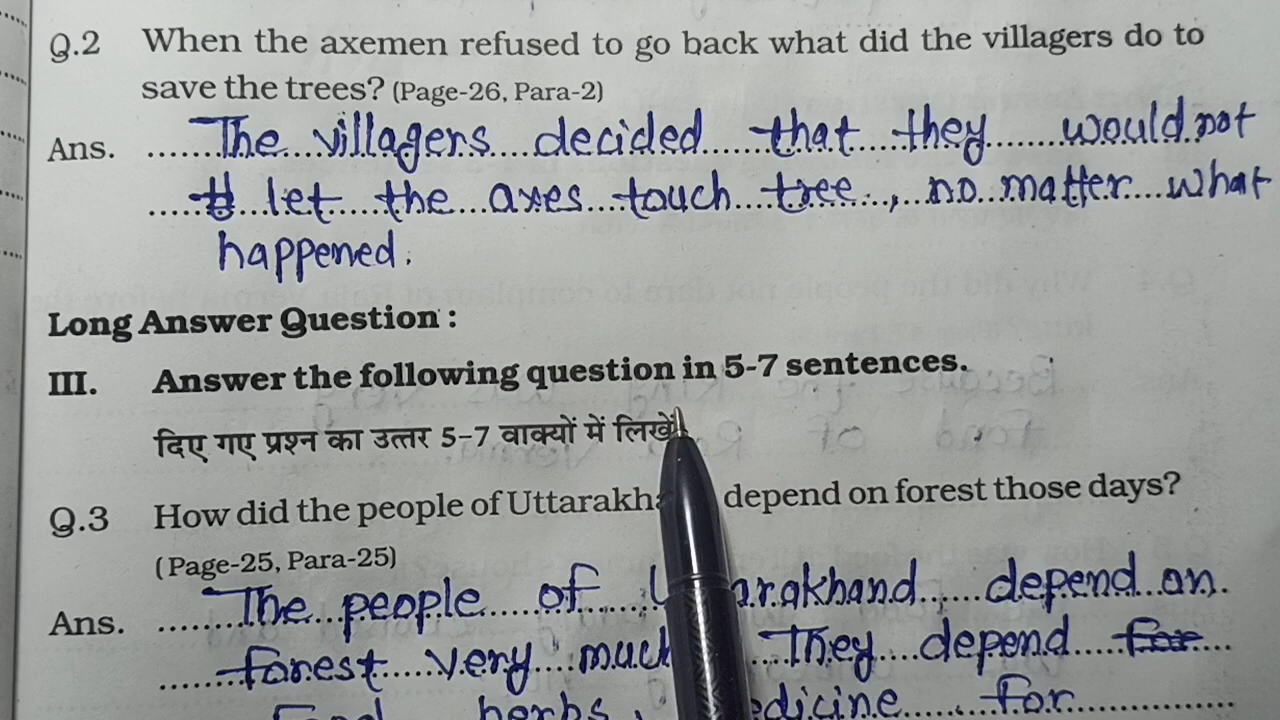 Q.2 When the axemen refused to go back what did the villagers do to
save the trees? (Page-26, Para-2)
Ans. The villagers decided that they would not
let the axes touch tree, no matter what
happened.
Long Answer Question :
III. Answer the following question in 5-7 sentences.
दिए गए प्रश्न का उत्तर 5-7 वाक्यों में लिखें
Q.3 How did the people of Uttarakha depend on forest those days?
(Page-25, Para-25)
Ans. The people of U arakhand depend on
forest very much They depend for
Food herbs, edicine for